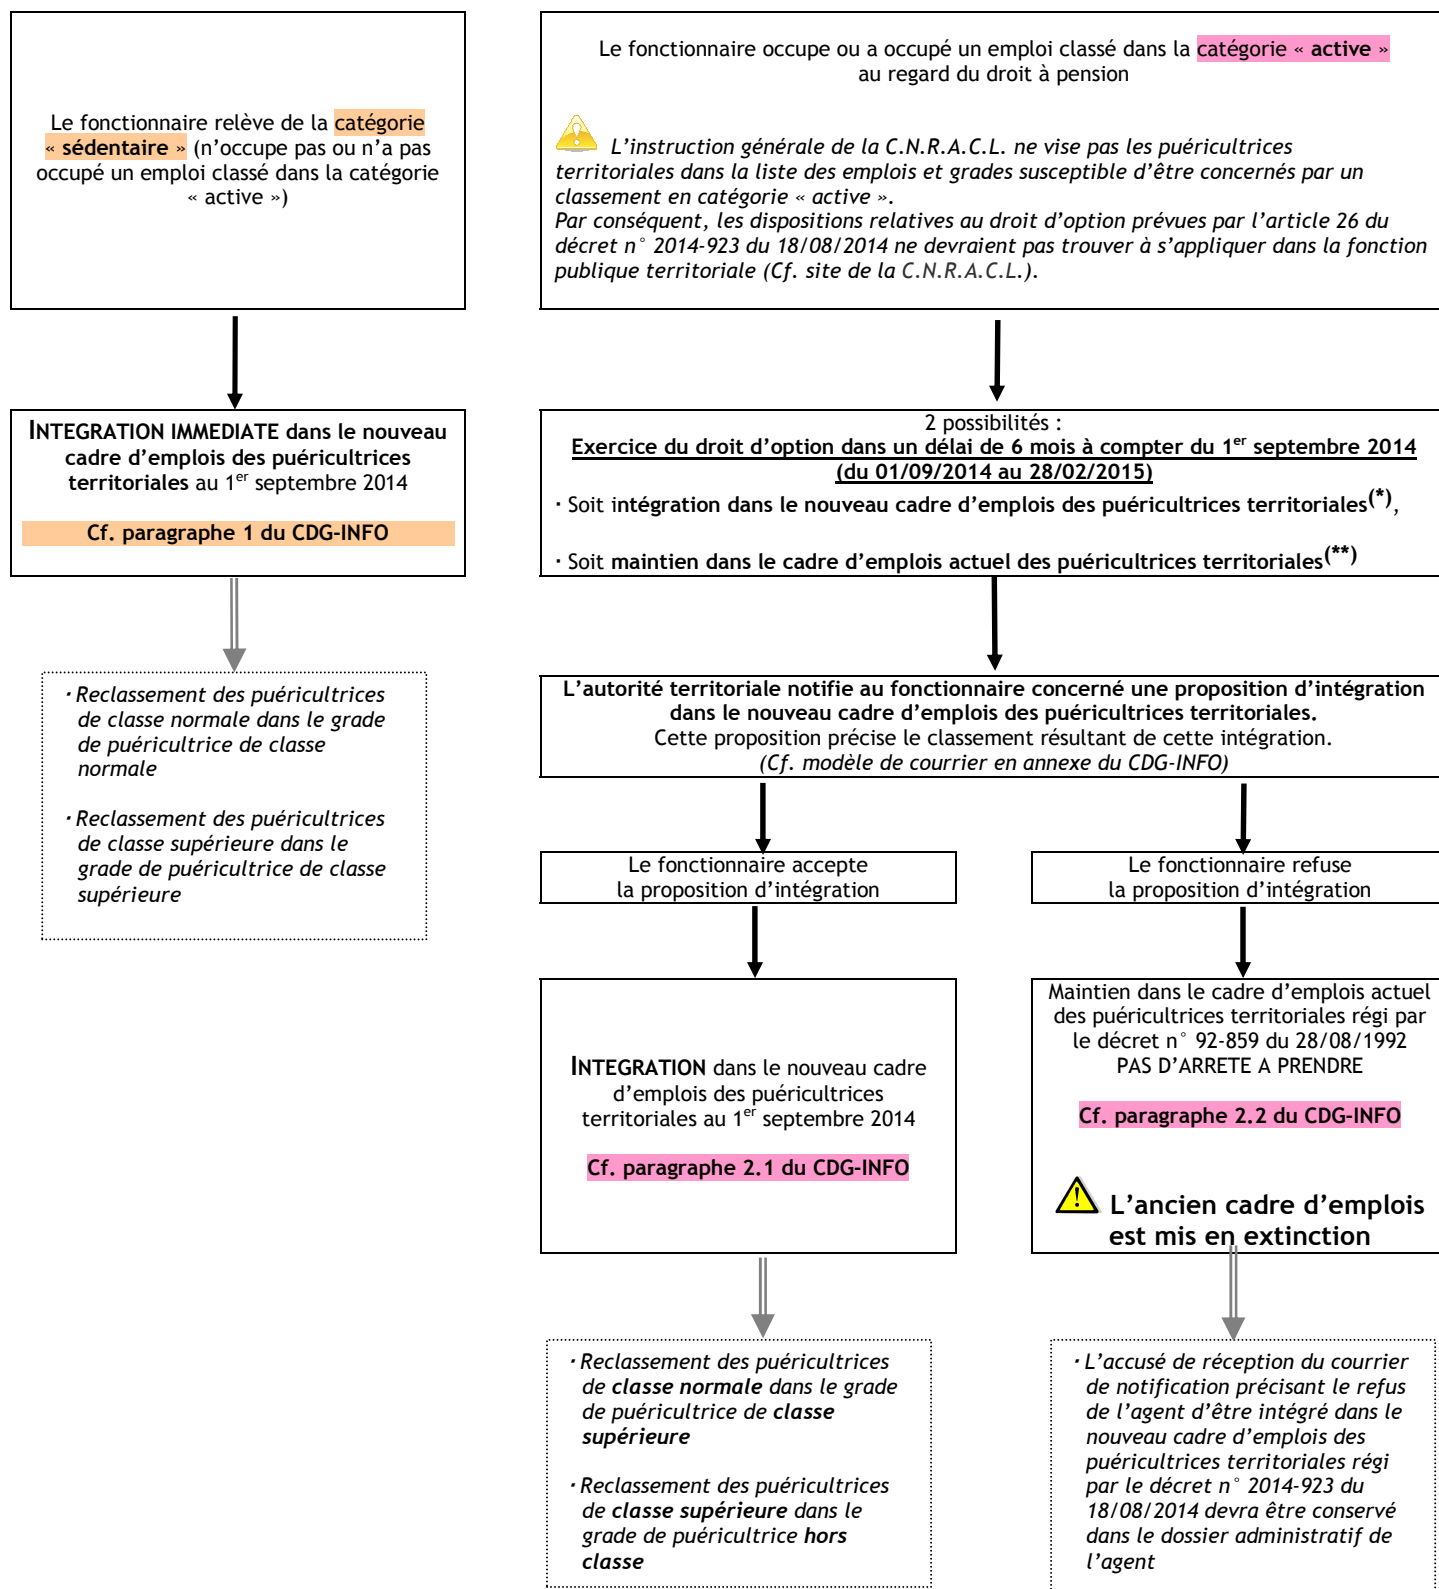 Le fonctionnaire relève de la catégorie
« sédentaire » (n’occupe pas ou n’a pas
occupé un emploi classé dans la catégorie
« active »)
Le fonctionnaire occupe ou a occupé un emploi classé dans la catégorie « active »
au regard du droit à pension
L’instruction générale de la C.N.R.A.C.L. ne vise pas les puéricultrices
territoriales dans la liste des emplois et grades susceptible d’être concernés par un
classement en catégorie « active ».
Par conséquent, les dispositions relatives au droit d’option prévues par l’article 26 du
décret n° 2014-923 du 18/08/2014 ne devraient pas trouver à s’appliquer dans la fonction
publique territoriale (Cf. site de la C.N.R.A.C.L.).
INTEGRATION IMMEDIATE dans le nouveau
cadre d’emplois des puéricultrices
territoriales au 1er septembre 2014
Cf. paragraphe 1 du CDG-INFO
2 possibilités :
Exercice du droit d’option dans un délai de 6 mois à compter du 1er septembre 2014
(du 01/09/2014 au 28/02/2015)
· Soit intégration dans le nouveau cadre d’emplois des puéricultrices territoriales(*),
· Soit maintien dans le cadre d’emplois actuel des puéricultrices territoriales(**)
· Reclassement des puéricultrices
de classe normale dans le grade
de puéricultrice de classe
normale
· Reclassement des puéricultrices
de classe supérieure dans le
grade de puéricultrice de classe
supérieure
L’autorité territoriale notifie au fonctionnaire concerné une proposition d’intégration
dans le nouveau cadre d’emplois des puéricultrices territoriales.
Cette proposition précise le classement résultant de cette intégration.
(Cf. modèle de courrier en annexe du CDG-INFO)
Le fonctionnaire accepte
la proposition d’intégration
Le fonctionnaire refuse
la proposition d’intégration
INTEGRATION dans le nouveau cadre
d’emplois des puéricultrices
territoriales au 1er septembre 2014
Cf. paragraphe 2.1 du CDG-INFO
Maintien dans le cadre d’emplois actuel
des puéricultrices territoriales régi par
le décret n° 92-859 du 28/08/1992
PAS D’ARRETE A PRENDRE
Cf. paragraphe 2.2 du CDG-INFO
L’ancien cadre d’emplois
est mis en extinction
· Reclassement des puéricultrices
de classe normale dans le grade
de puéricultrice de classe
supérieure
· Reclassement des puéricultrices
de classe supérieure dans le
grade de puéricultrice hors
classe
· L’accusé de réception du courrier
de notification précisant le refus
de l’agent d’être intégré dans le
nouveau cadre d’emplois des
puéricultrices territoriales régi
par le décret n° 2014-923 du
18/08/2014 devra être conservé
dans le dossier administratif de
l’agent